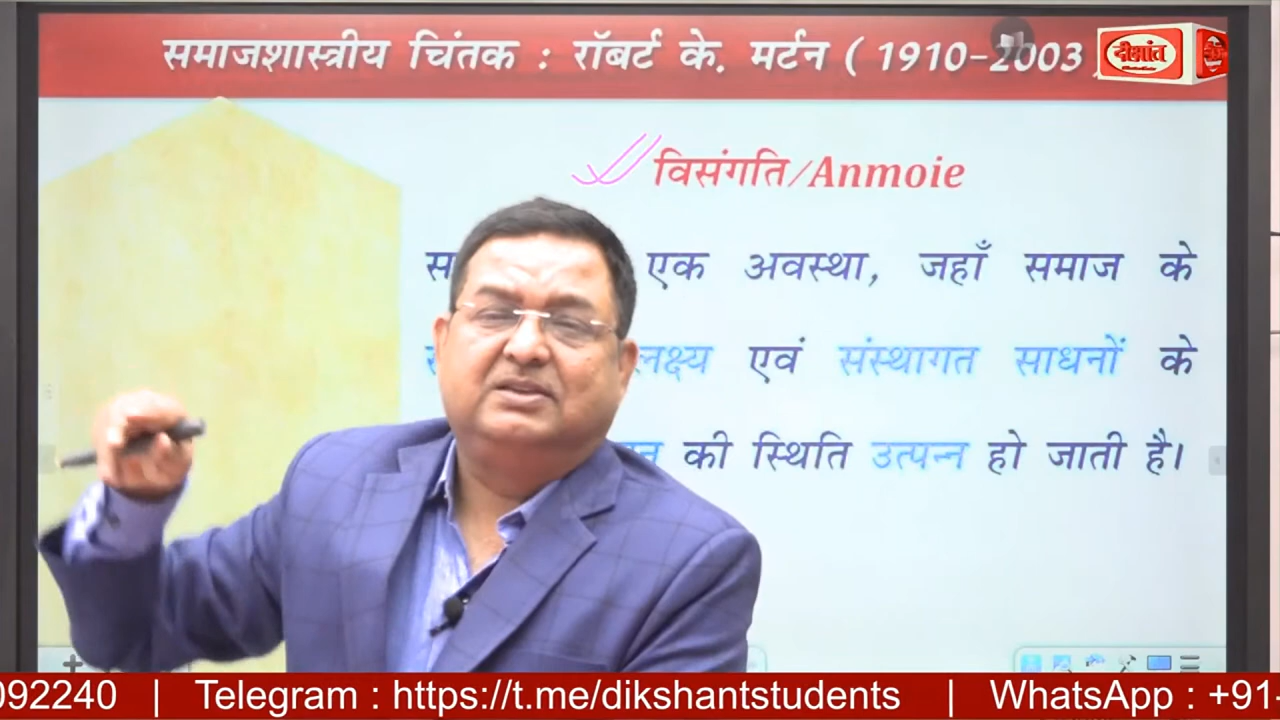 समाजशास्त्रीय चिंतक : रॉबर्ट के. मर्टन ( 1910-2003 )
दीक्षांत
विसंगति/Anmoie
एक अवस्था, जहाँ समाज के
लक्ष्य एवं संस्थागत साधनों के
की स्थिति उत्पन्न हो जाती है।
092240 | Telegram : https://t.me/dikshantstudents | WhatsApp : +91-